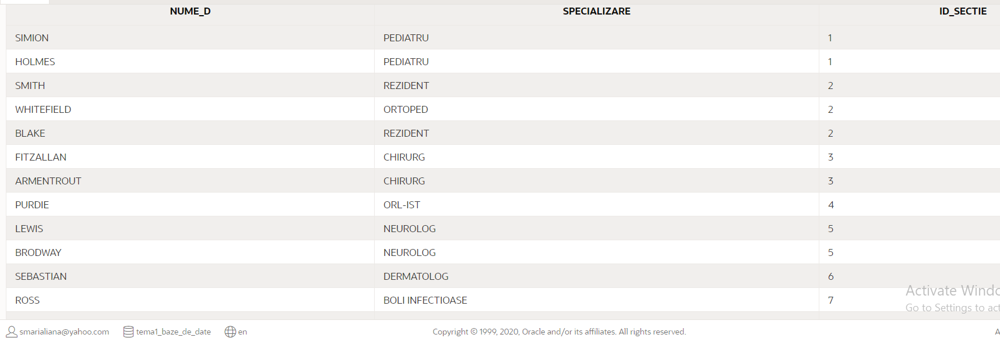 NUME_D SPECIALIZARE ID_SECTIE
SIMION PEDIATRU 1
HOLMES PEDIATRU 1
SMITH REZIDENT 2
WHITEFIELD ORTOPED 2
BLAKE REZIDENT 2
FITZALLAN CHIRURG 3
ARMENTROUT CHIRURG 3
PURDIE ORL-IST 4
LEWIS NEUROLOG 5
BRODWAY NEUROLOG 5
SEBASTIAN DERMATOLOG 6
Activate Windo
ROSS BOLI INFECTIOASE 7
Go to Settings to act
smarialiana@yahoo.com tema1_baze_de_date en Copyright © 1999, 2020, Oracle and/or its affiliates. All rights reserved. A